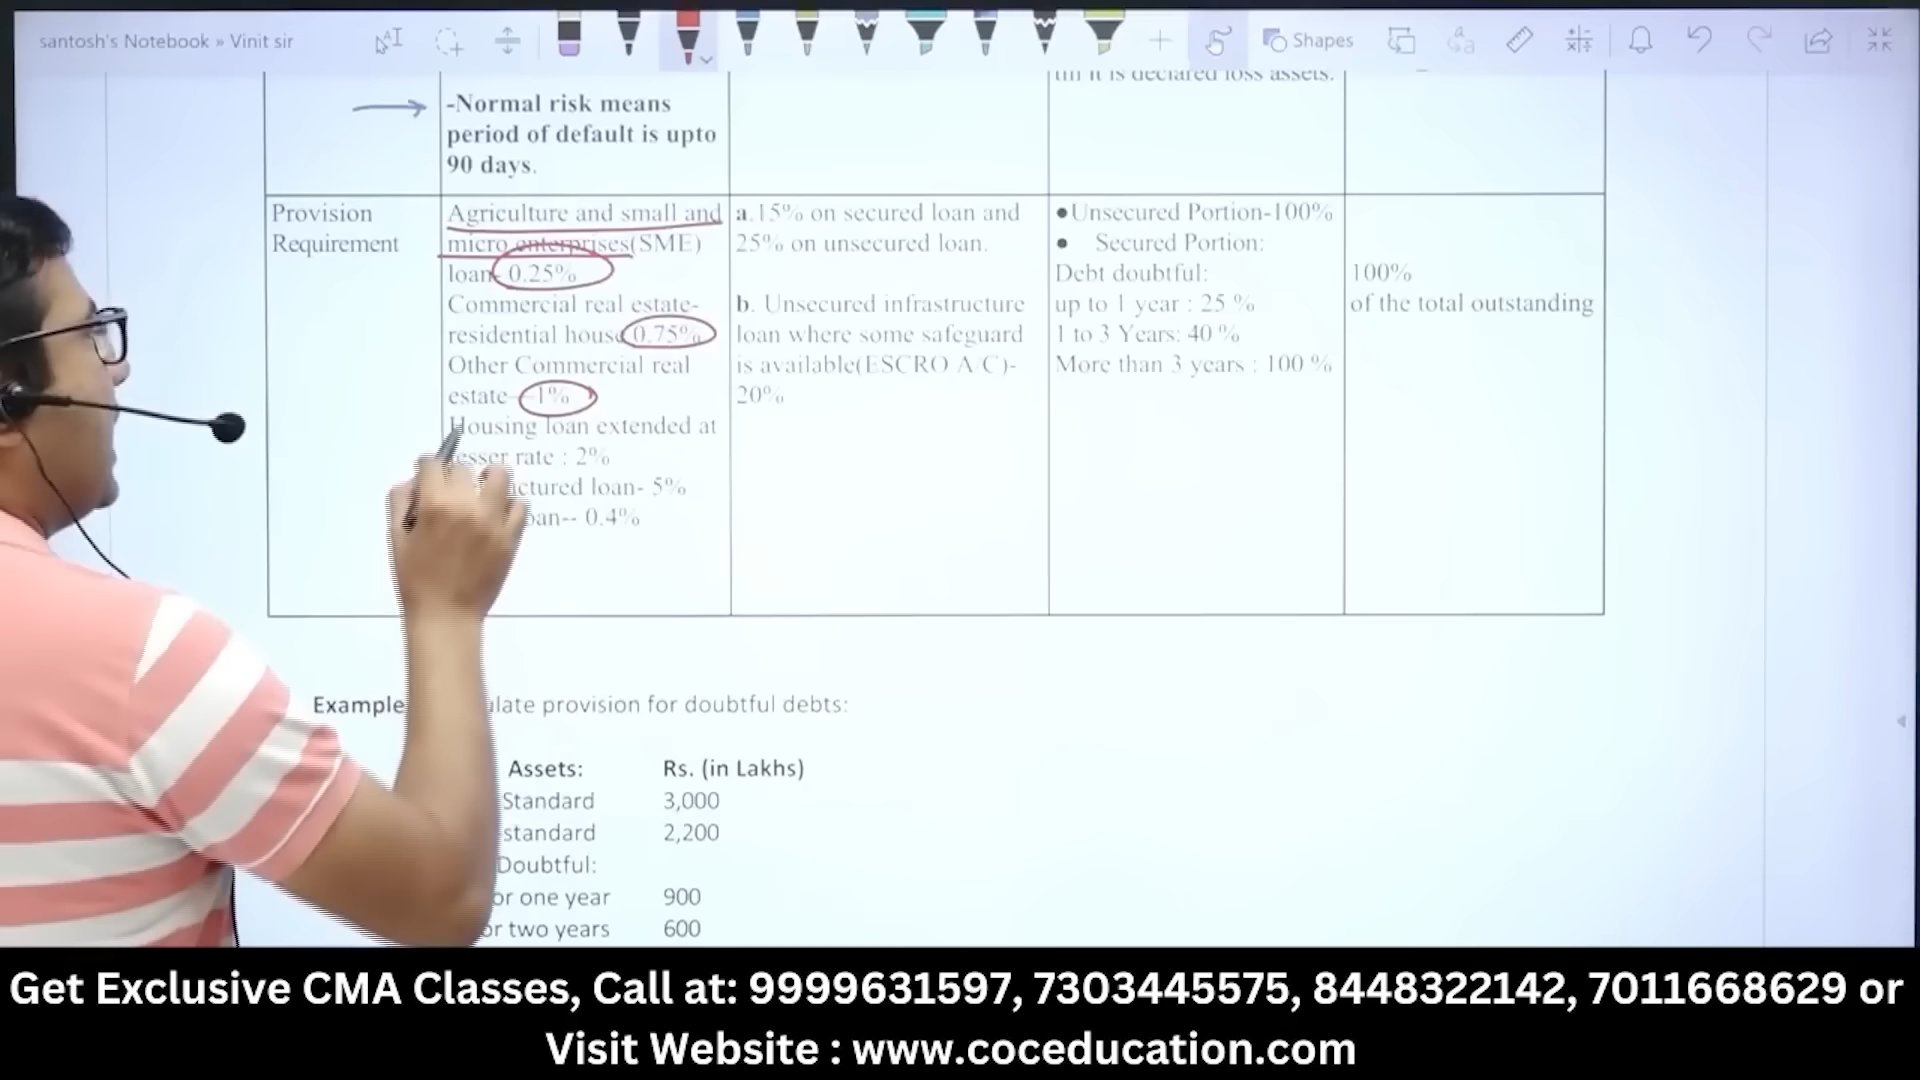 santosh's Notebook » Vinit sir
Shapes
till it is declared loss assets.
-Normal risk means
period of default is upto
90 days.
Provision
Requirement
Agriculture and small and
micro enterprises(SME)
loan- 0.25%
Commercial real estate-
residential house 0.75%
Other Commercial real
estate 1%
Housing loan extended at
lesser rate : 2%
ctured loan- 5%
oan-- 0.4%
a.15% on secured loan and
25% on unsecured loan.
b. Unsecured infrastructure
loan where some safeguard
is available(ESCRO A/C)-
20%
•Unsecured Portion-100%
• Secured Portion:
Debt doubtful:
up to 1 year : 25 %
1 to 3 Years: 40 %
More than 3 years : 100 %
100%
of the total outstanding
Example
late provision for doubtful debts:
Assets: Rs. (in Lakhs)
Standard 3,000
standard 2,200
Doubtful:
or one year 900
or two years 600
Get Exclusive CMA Classes, Call at: 9999631597, 7303445575, 8448322142, 7011668629 or
Visit Website : www.coceducation.com